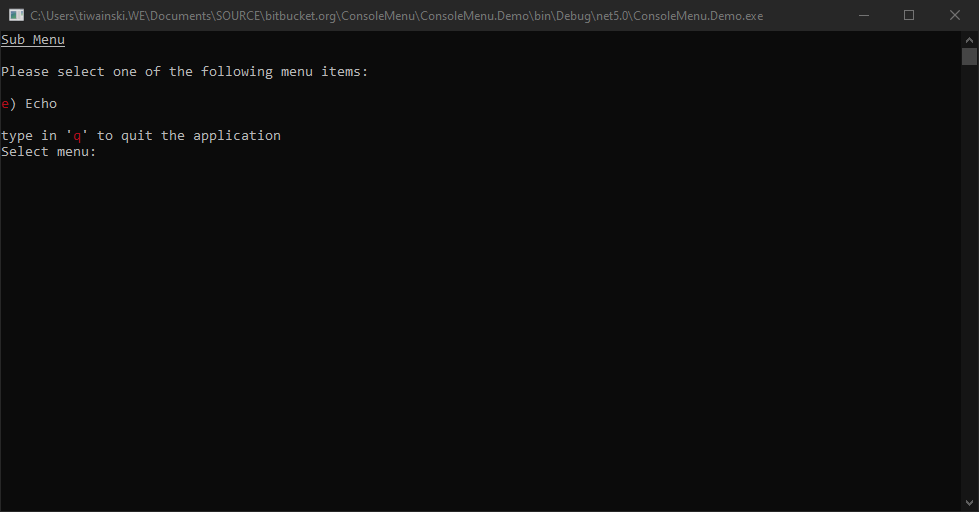 C:\Users\tiwainski.WE\Documents\SOURCE\bitbucket.org\ConsoleMenu\ConsoleMenu.Demo\bin\Debug\net5.0\ConsoleMenu.Demo.exe
Sub Menu
Please select one of the following menu items:
e) Echo
type in 'q' to quit the application
Select menu: